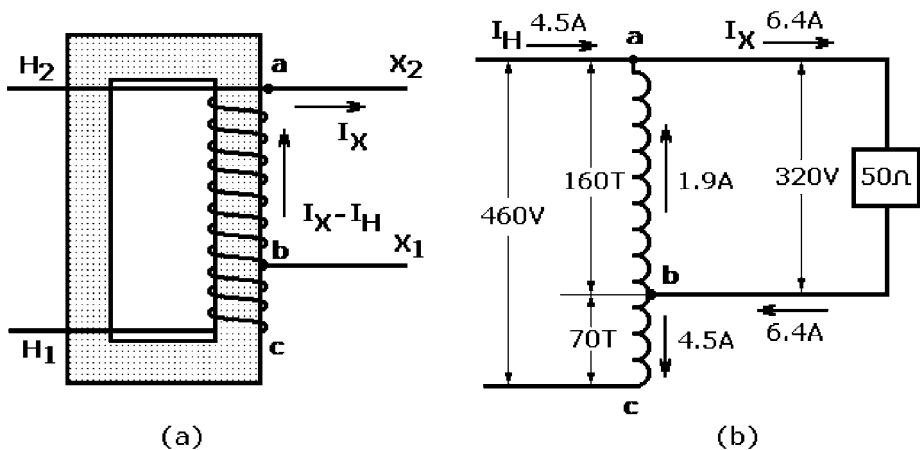 H2
a
X2
IX
IX-IH
b
X1
H1
c
(a)
IH 4.5A
a
IX 6.4A
460V
160T
1.9A
320V
50Ω
b
70T
4.5A
6.4A
c
(b)